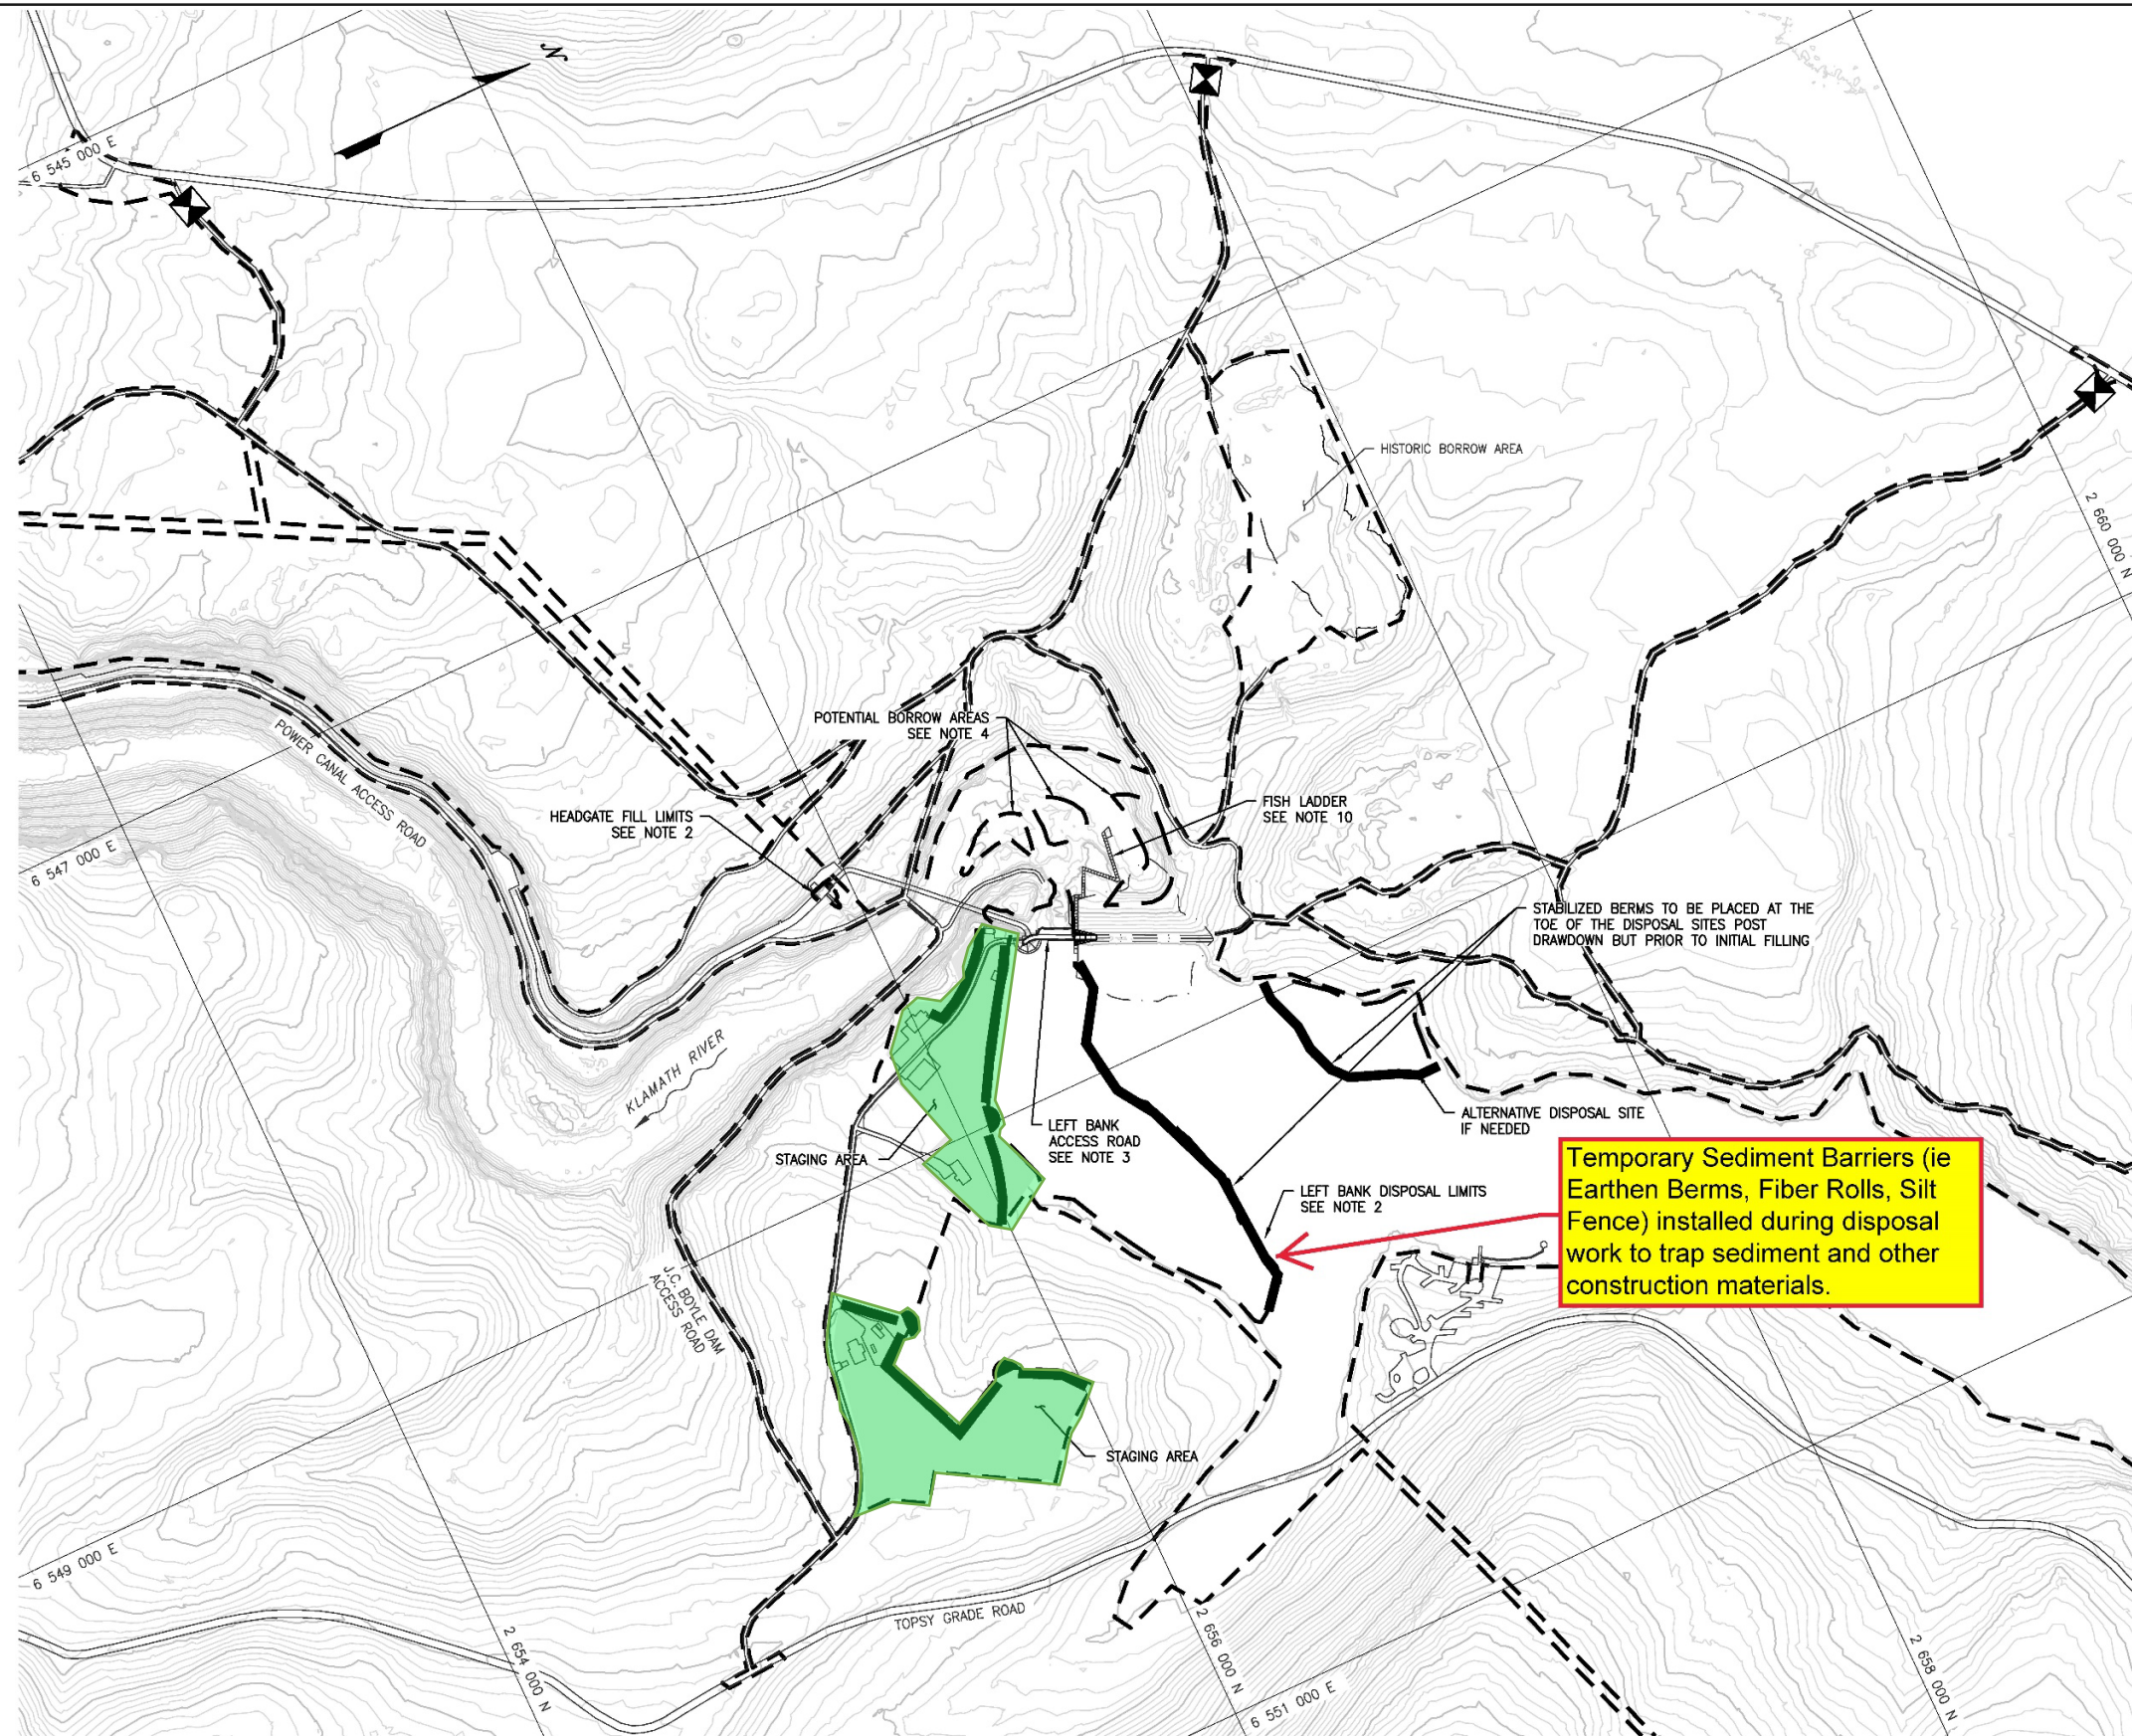 N
6 545 000 E
HISTORIC BORROW AREA
2 660 000 N
POTENTIAL BORROW AREAS
SEE NOTE 4
POWER CANAL ACCESS ROAD
HEADGATE FILL LIMITS
SEE NOTE 2
FISH LADDER
SEE NOTE 10
6 547 000 E
STABILIZED BERMS TO BE PLACED AT THE
TOE OF THE DISPOSAL SITES POST
DRAWDOWN BUT PRIOR TO INITIAL FILLING
KLAMATH RIVER
ALTERNATIVE DISPOSAL SITE
IF NEEDED
LEFT BANK
ACCESS ROAD
SEE NOTE 3
STAGING AREA
Temporary Sediment Barriers (ie
Earthen Berms, Fiber Rolls, Silt
Fence) installed during disposal
work to trap sediment and other
construction materials.
LEFT BANK DISPOSAL LIMITS
SEE NOTE 2
J.C. BOYLE DAM
ACCESS ROAD
STAGING AREA
6 549 000 E
TOPSY GRADE ROAD
2 654 000 N
2 656 000 N
2 658 000 N
6 551 000 E